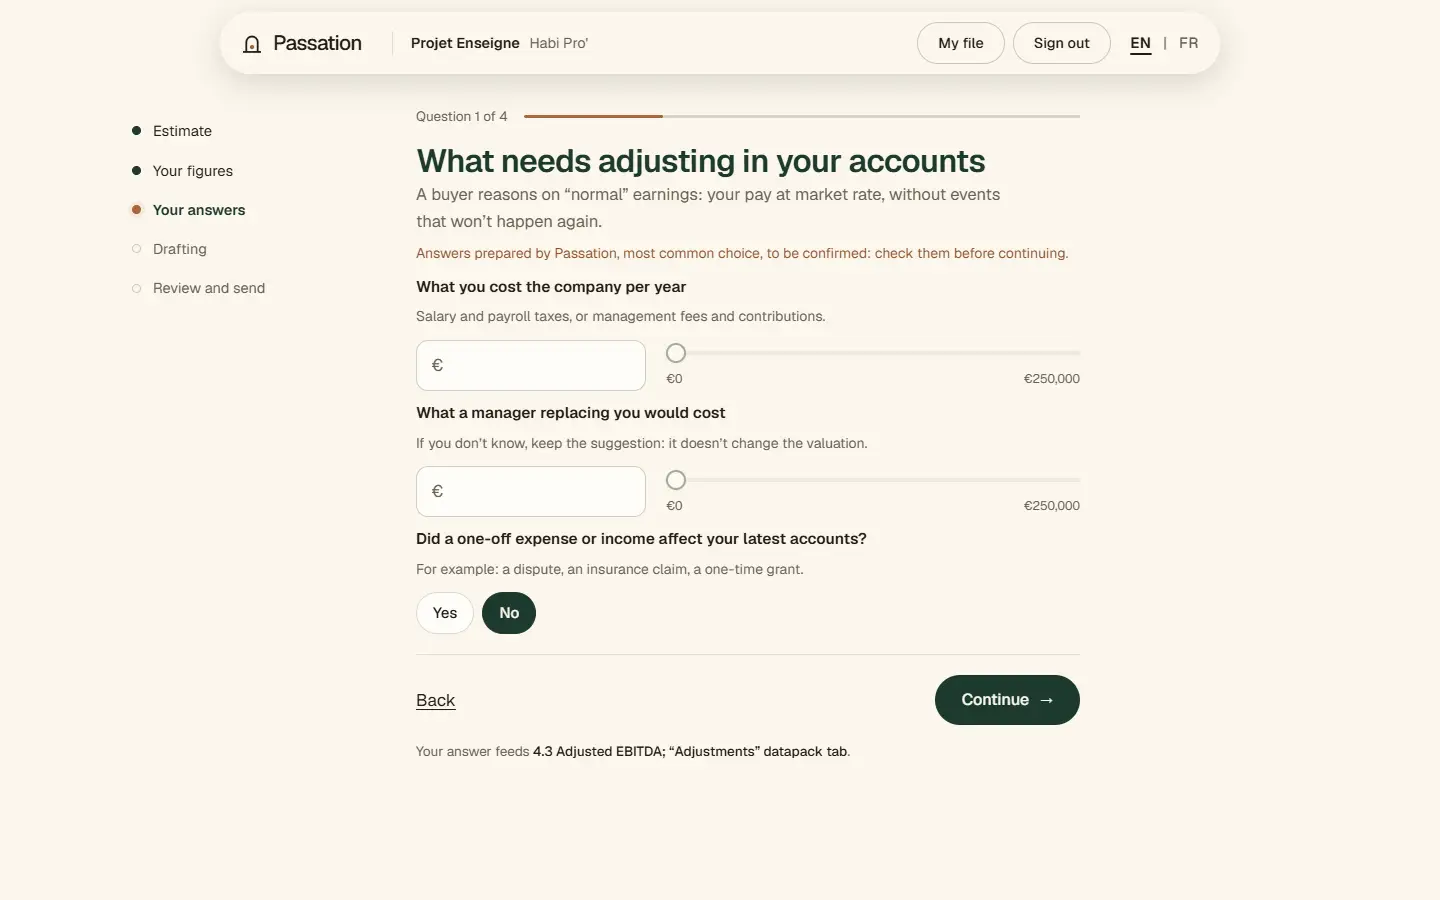 Passation
Projet Enseigne Habi Pro'
My file
Sign out
EN | FR
Estimate
Your figures
Your answers
Drafting
Review and send
Question 1 of 4
What needs adjusting in your accounts
A buyer reasons on “normal” earnings: your pay at market rate, without events
that won’t happen again.
Answers prepared by Passation, most common choice, to be confirmed: check them before continuing.
What you cost the company per year
Salary and payroll taxes, or management fees and contributions.
€
€0 €250,000
What a manager replacing you would cost
If you don’t know, keep the suggestion: it doesn’t change the valuation.
€
€0 €250,000
Did a one-off expense or income affect your latest accounts?
For example: a dispute, an insurance claim, a one-time grant.
Yes No
Back
Continue →
Your answer feeds 4.3 Adjusted EBITDA; “Adjustments” datapack tab.